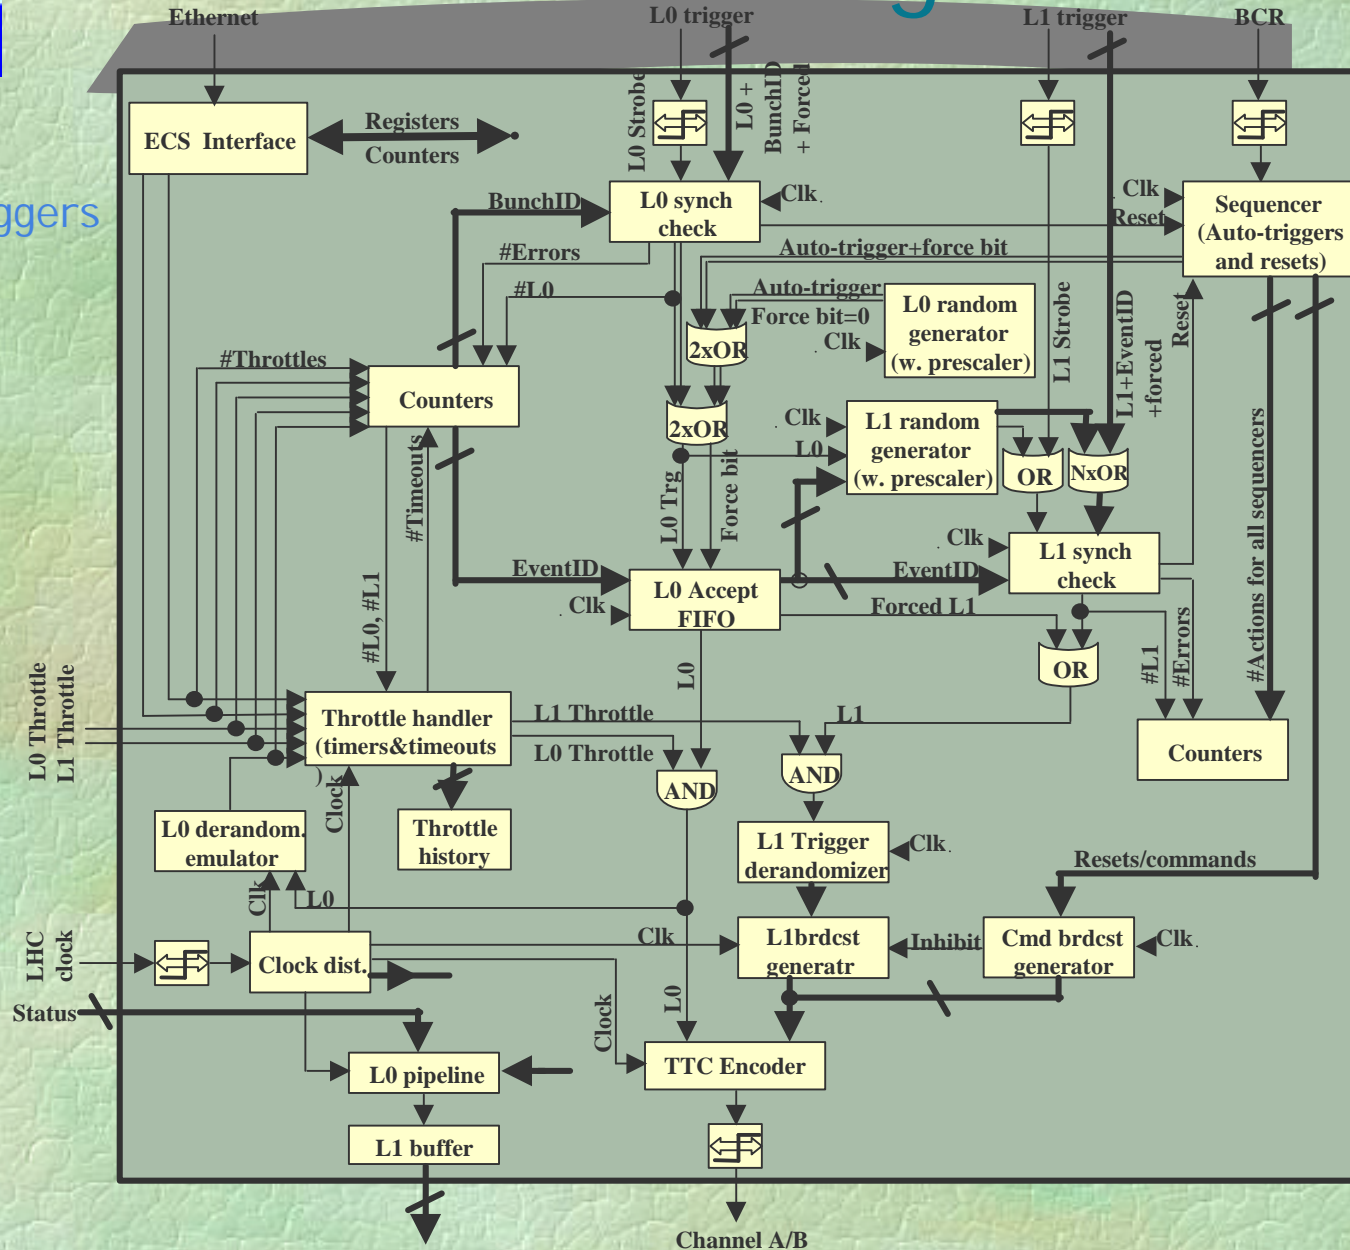 Ethernet
L0 trigger
g
L1 trigger
BCR
L0 Strobe
L0 +
BunchID
+ Forced
ECS Interface
Registers
Counters
ggers
BunchID
L0 synch
check
Clk
Clk
Reset
Sequencer
(Auto-triggers
and resets)
#Errors
#L0
Auto-trigger+force bit
Auto-trigger
Force bit=0
L0 random
generator
(w. prescaler)
Clk
2xOR
L1 Strobe
L1+EventID
+forced
Reset
#Throttles
Counters
2xOR
Clk
L0
L1 random
generator
(w. prescaler)
OR
NxOR
#Timeouts
L0 Trg
Force bit
#Actions for all sequencers
Clk
L1 synch
check
EventID
L0 Accept
FIFO
Clk
EventID
Forced L1
#L0, #L1
L0
OR
#L1
#Errors
L0 Throttle
L1 Throttle
Throttle handler
(timers&timeouts
)
L1 Throttle
L0 Throttle
L1
Counters
AND
AND
Clock
L0 derandom.
emulator
Throttle
history
L1 Trigger
derandomizer
Clk
Resets/commands
Clk
L0
LHC
clock
Clock dist.
Clk
L1brdcst
generatr
Inhibit
Cmd brdcst
generator
Clk
Status
Clock
L0
L0 pipeline
TTC Encoder
L1 buffer
Channel A/B